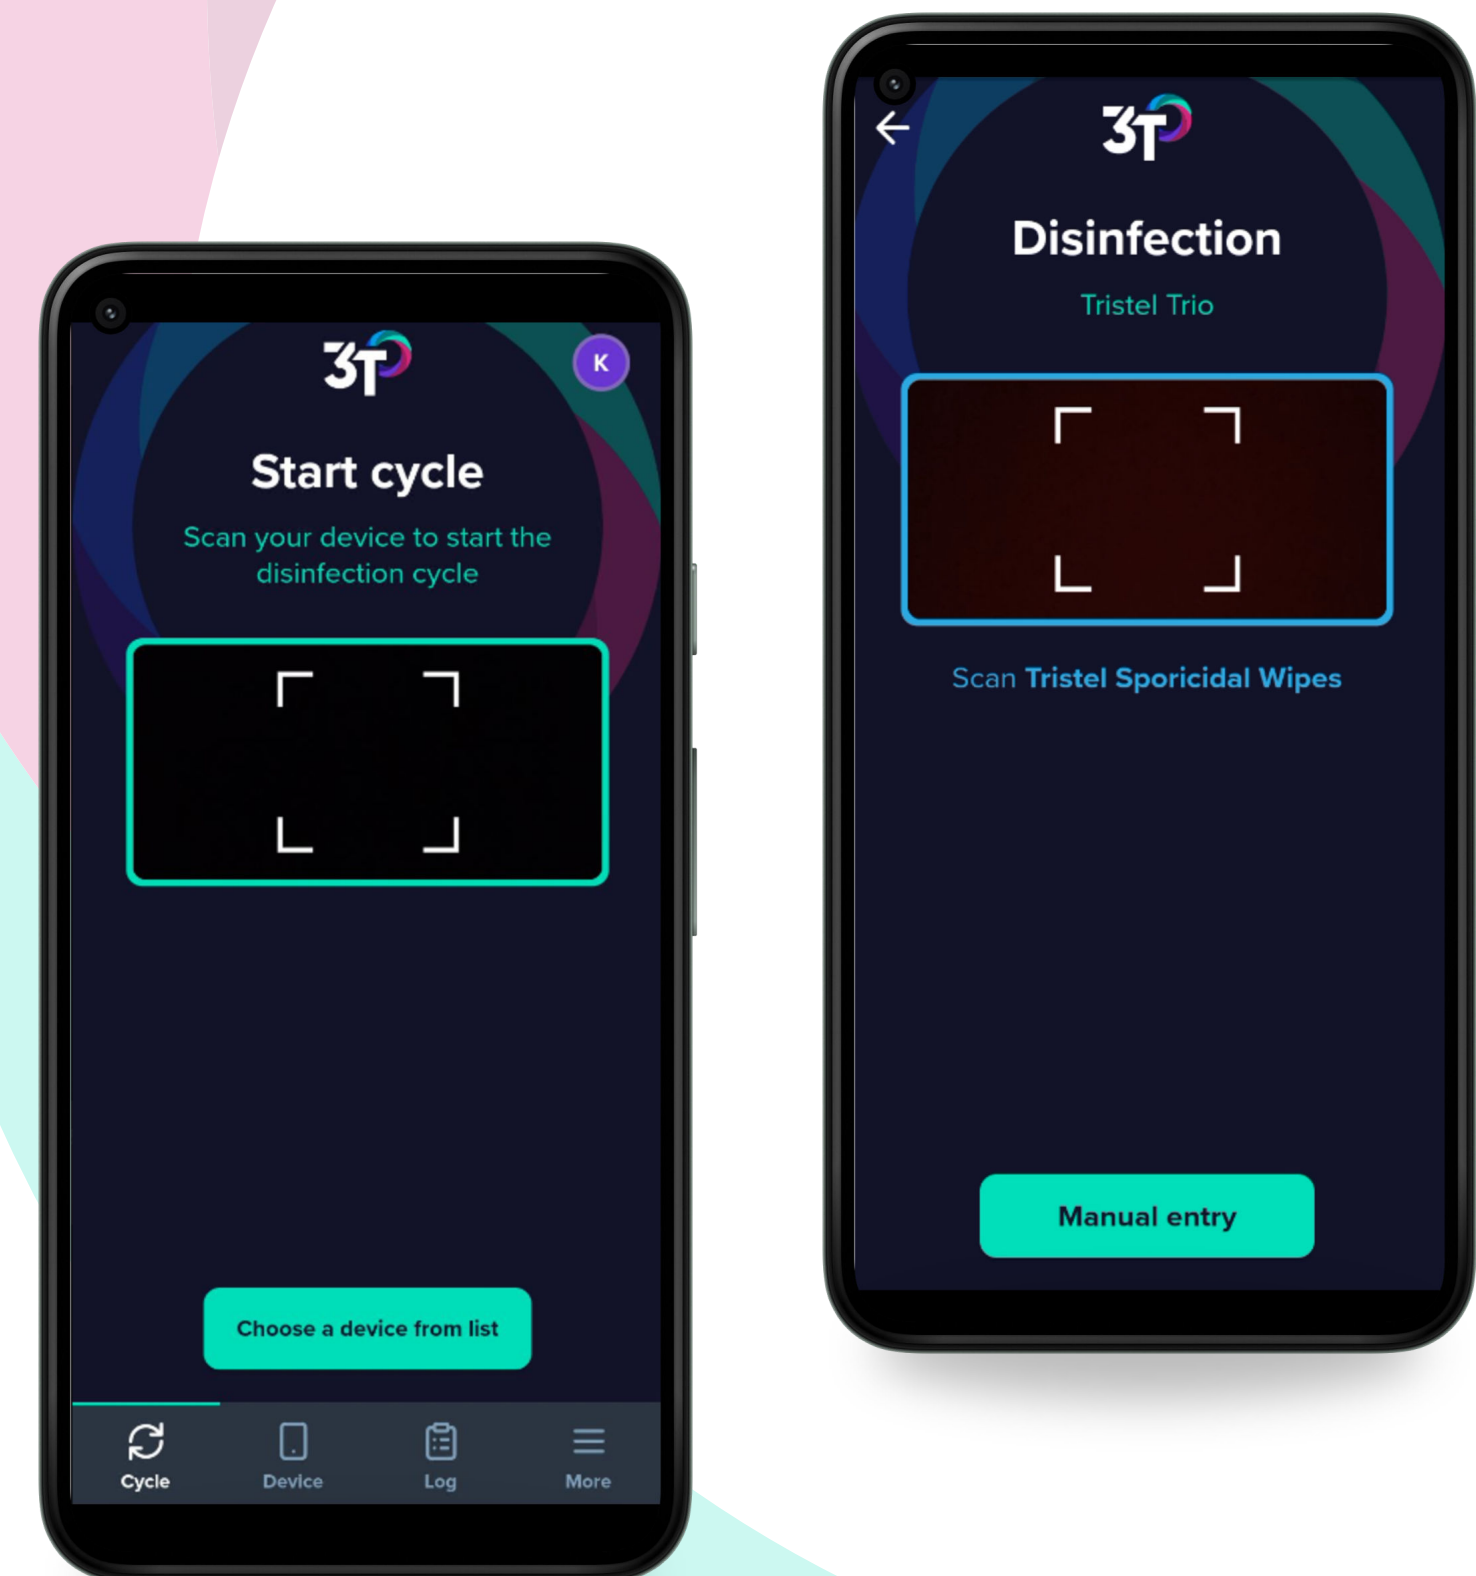 3T
K
Start cycle
Scan your device to start the
disinfection cycle
Choose a device from list
Cycle
Device
Log
More
3T
Disinfection
Tristel Trio
Scan Tristel Sporicidal Wipes
Manual entry